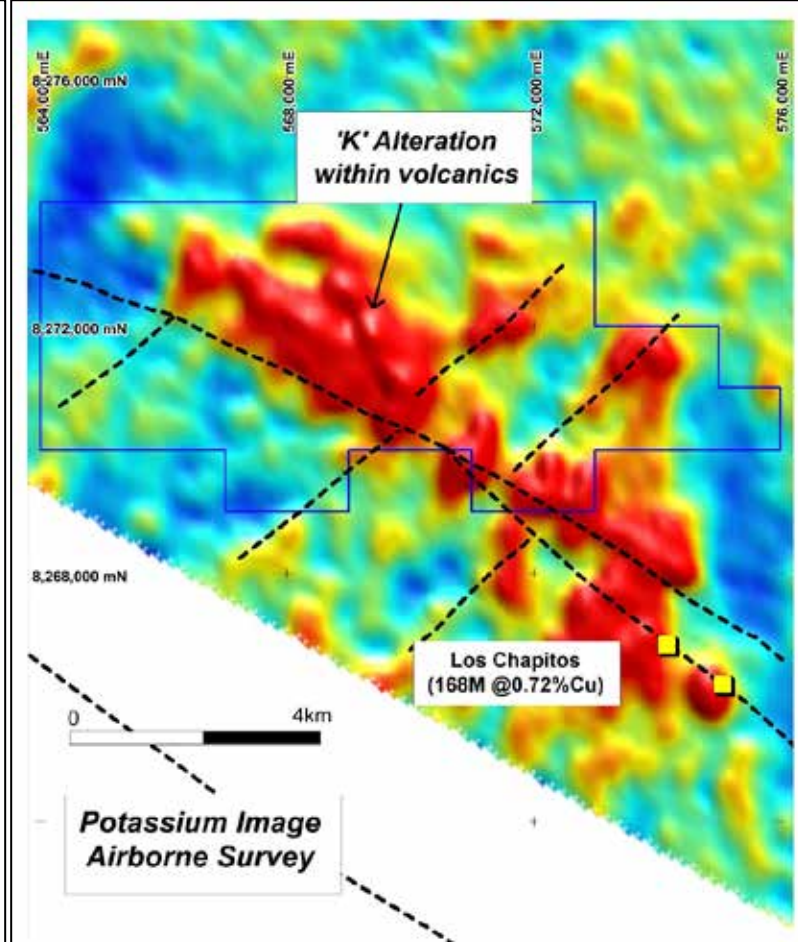 8,276,000 mN
564,000 mE
568,000 mE
572,000 mE
576,000 mE
'K' Alteration
within volcanics
8,272,000 mN
8,268,000 mN
Los Chapitos
(168M @0.72%Cu)
0
4km
Potassium Image
Airborne Survey